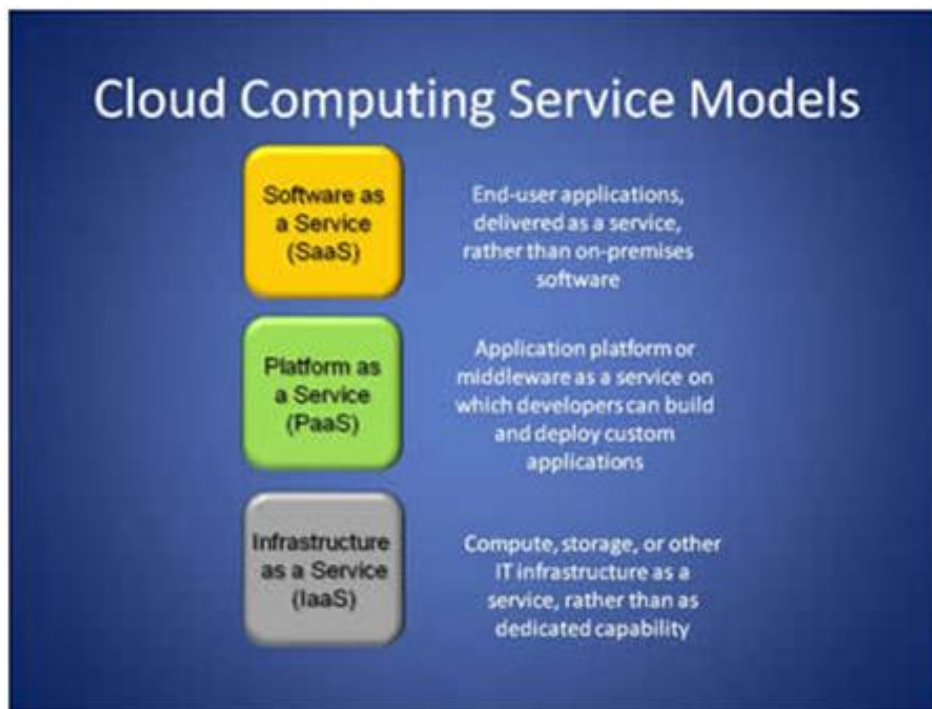 Cloud Computing Service Models
Software as
a Service
(SaaS)
End-user applications,
delivered as a service,
rather than on-premises
software
Platform as
a Service
(PaaS)
Application platform or
middleware as a service on
which developers can build
and deploy custom
applications
Infrastructure
as a Service
(IaaS)
Compute, storage, or other
IT infrastructure as a
service, rather than as
dedicated capability